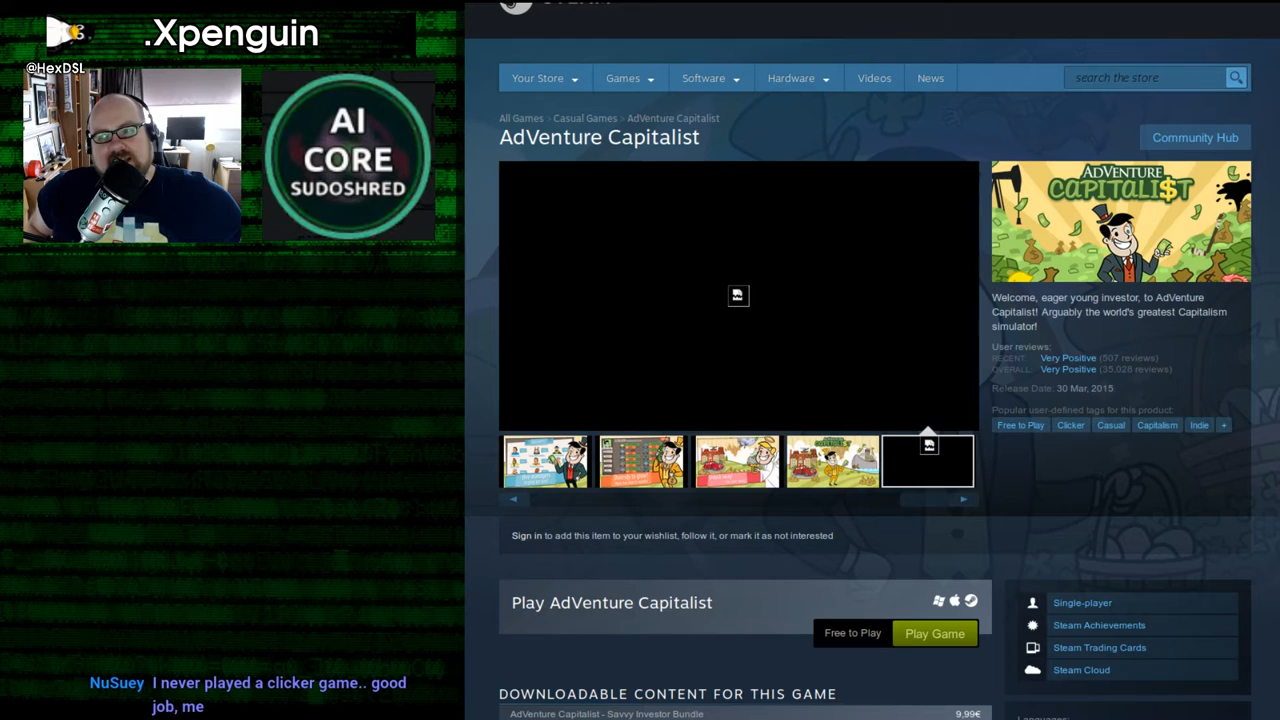 .Xpenguin
@HexDSL
AI
CORE
SUDOSHRED
Your Store
Games
Software
Hardware
Videos
News
search the store
All Games > Casual Games > AdVenture Capitalist
AdVenture Capitalist
Community Hub
ADVENTURE
CAPITALI$T
Welcome, eager young investor, to AdVenture
Capitalist! Arguably the world's greatest Capitalism
simulator!
User reviews:
RECENT: Very Positive (507 reviews)
OVERALL: Very Positive (35,028 reviews)
Release Date: 30 Mar, 2015
Popular user-defined tags for this product:
Free to Play Clicker Casual Capitalism Indie +
Sign in to add this item to your wishlist, follow it, or mark it as not interested
Play AdVenture Capitalist
Free to Play
Play Game
Single-player
Steam Achievements
Steam Trading Cards
Steam Cloud
DOWNLOADABLE CONTENT FOR THIS GAME
AdVenture Capitalist - Savvy Investor Bundle 9,99€
NuSuey I never played a clicker game.. good
job, me